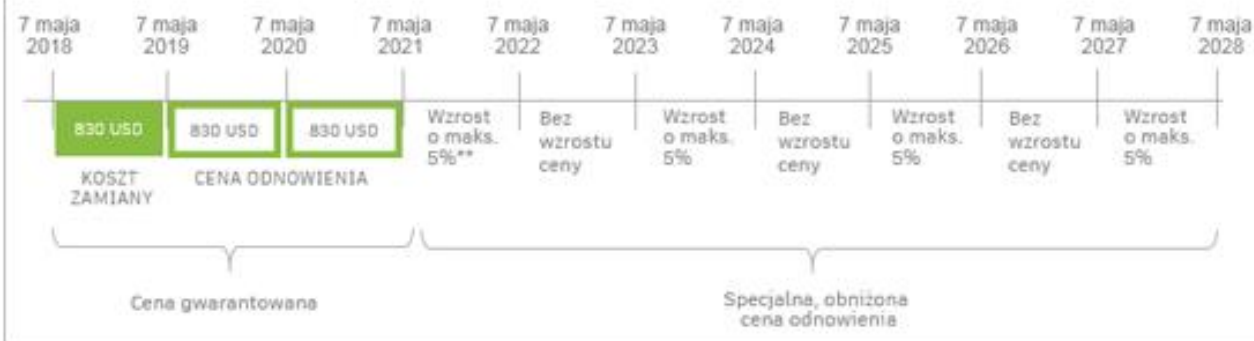 7 maja 2018
7 maja 2019
7 maja 2020
7 maja 2021
7 maja 2022
7 maja 2023
7 maja 2024
7 maja 2025
7 maja 2026
7 maja 2027
7 maja 2028
830 USD
830 USD
830 USD
KOSZT
ZAMIANY
CENA ODNOWIENIA
Wzrost
o maks.
5%**
Bez
wzrostu
ceny
Wzrost
o maks.
5%
Bez
wzrostu
ceny
Wzrost
o maks.
5%
Bez
wzrostu
ceny
Wzrost
o maks.
5%
Cena gwarantowana
Specjalna, obniżona
cena odnowienia